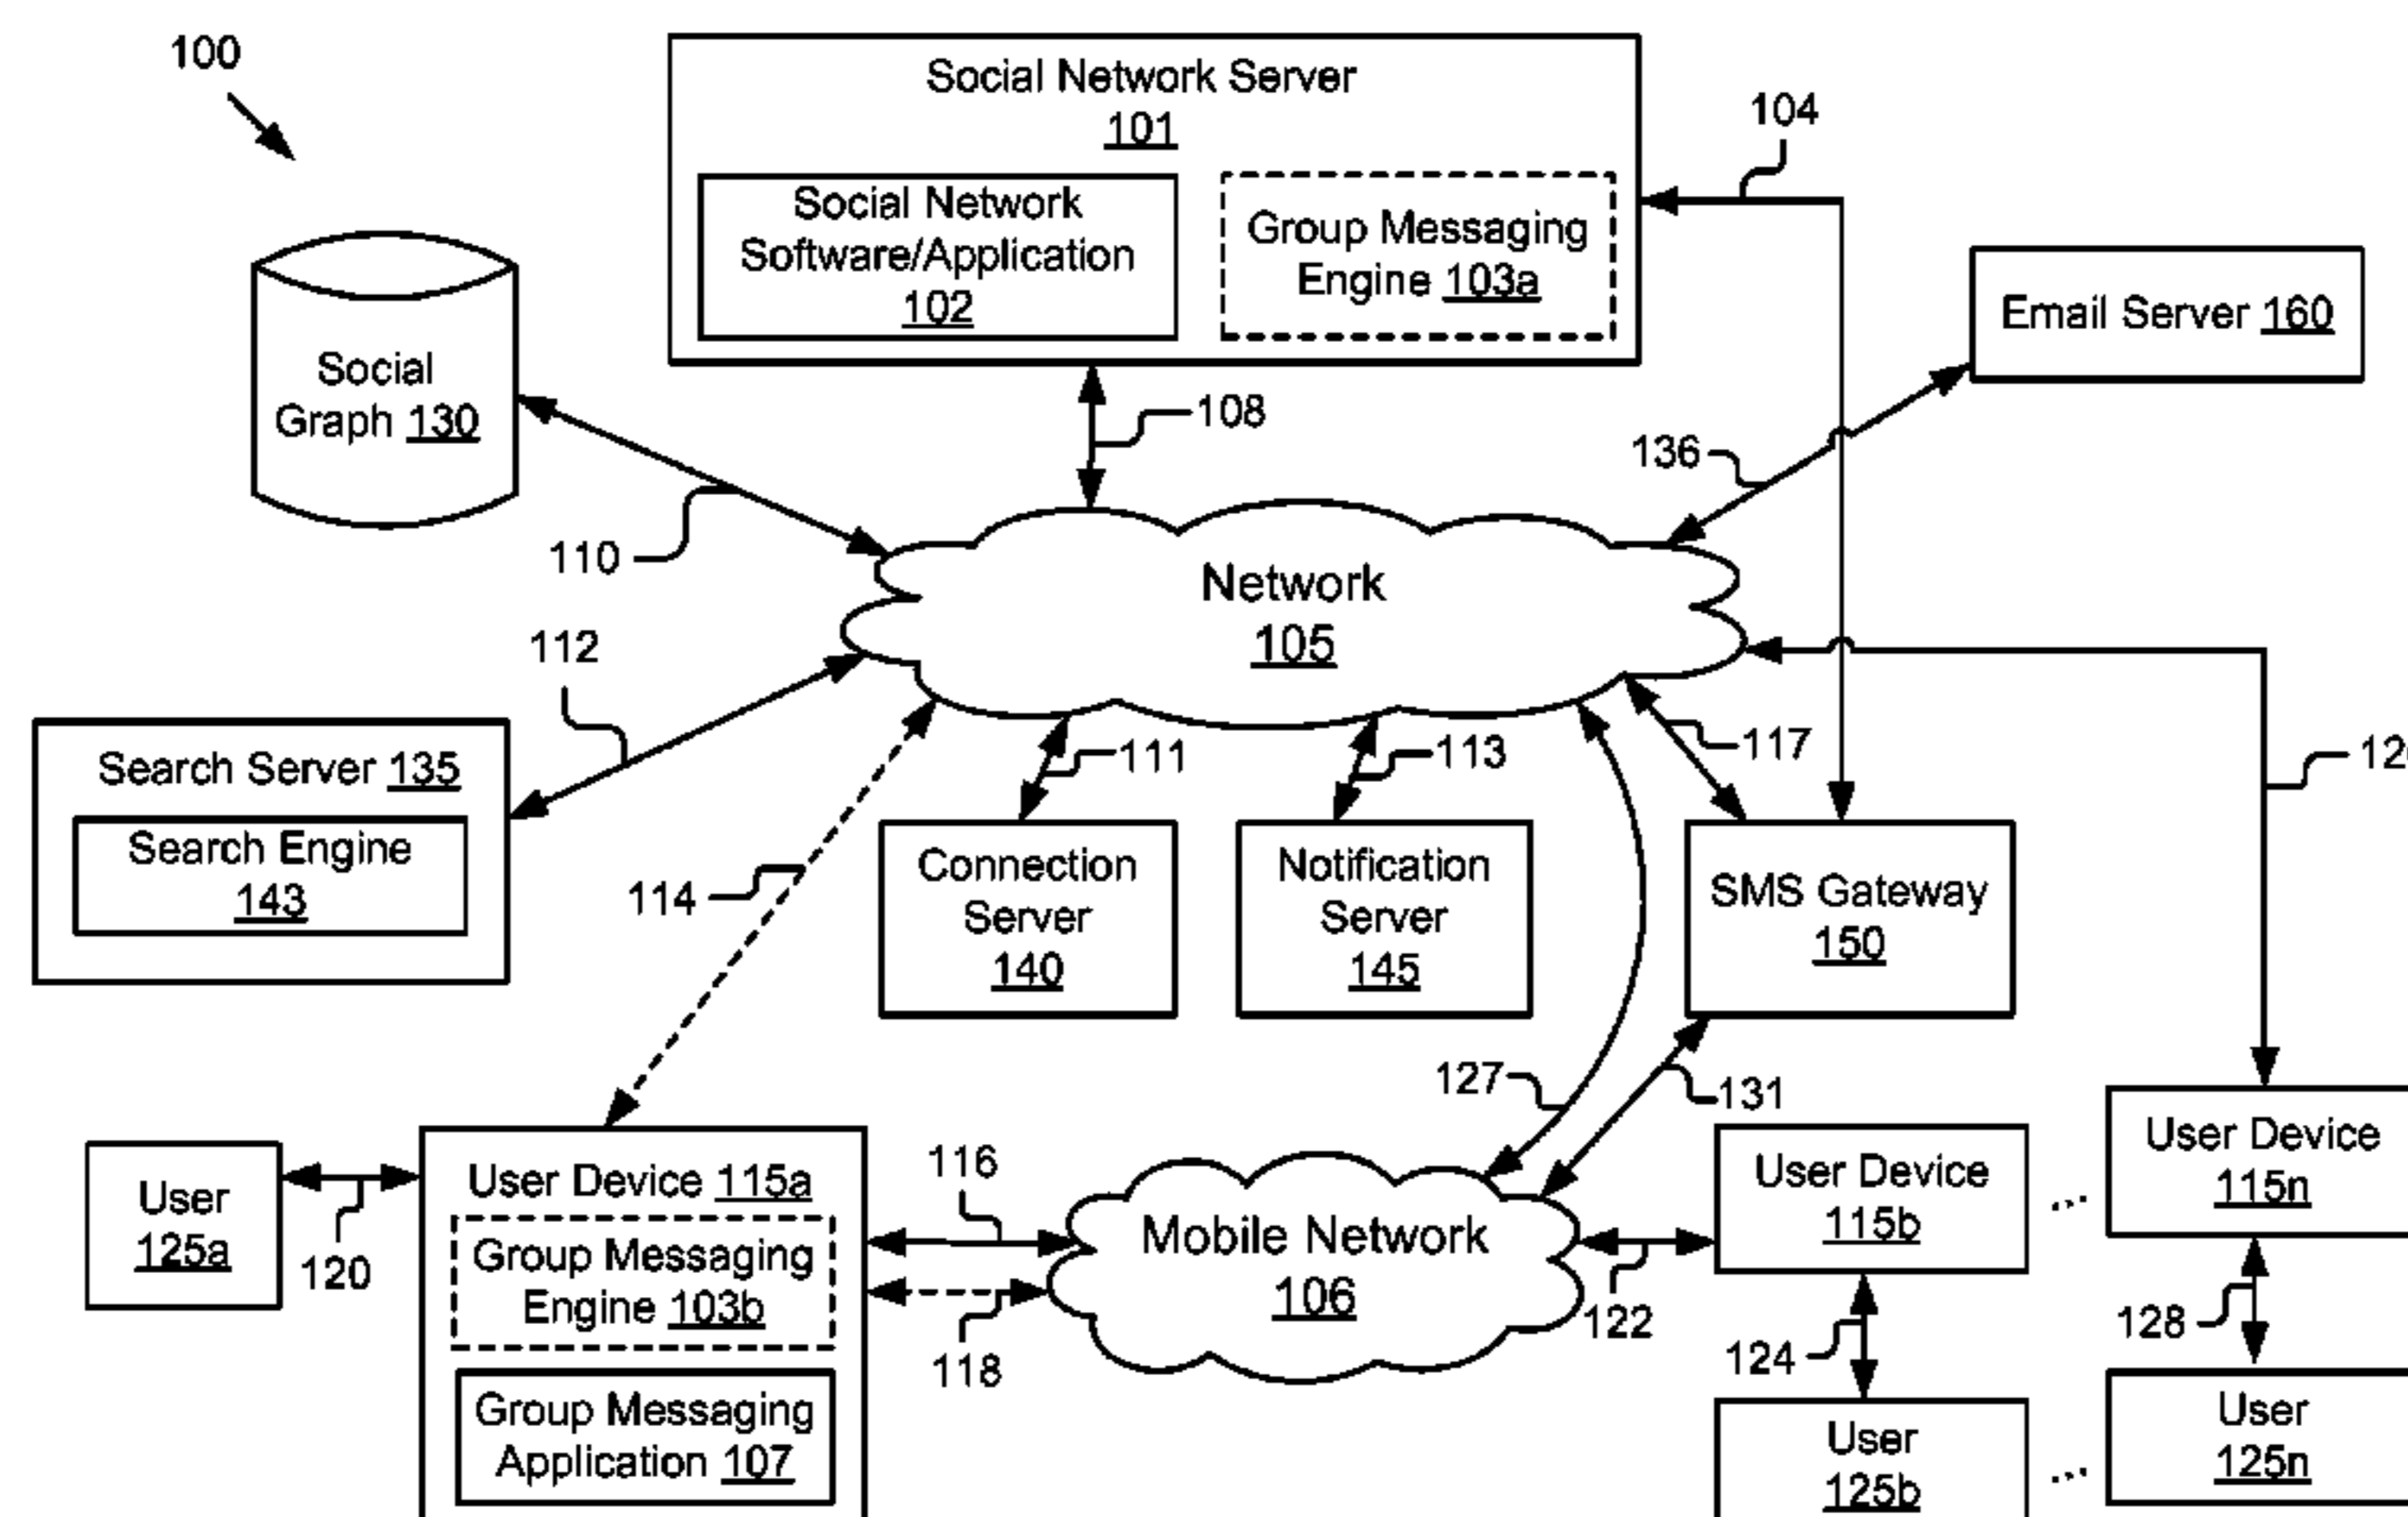 100
Social Network Server
101
104
Social Network
Software/Application
102
Group Messaging
Engine 103a
Email Server 160
Social
Graph 130
108
136
110
Network
105
112
Search Server 135
Search Engine
143
111
113
117
114
Connection
Server
140
Notification
Server
145
SMS Gateway
150
127
131
User
125a
120
User Device 115a
Group Messaging
Engine 103b
Group Messaging
Application 107
116
118
Mobile Network
106
122
User Device
115b
...
User Device
115n
124
128
User
125b
...
User
125n